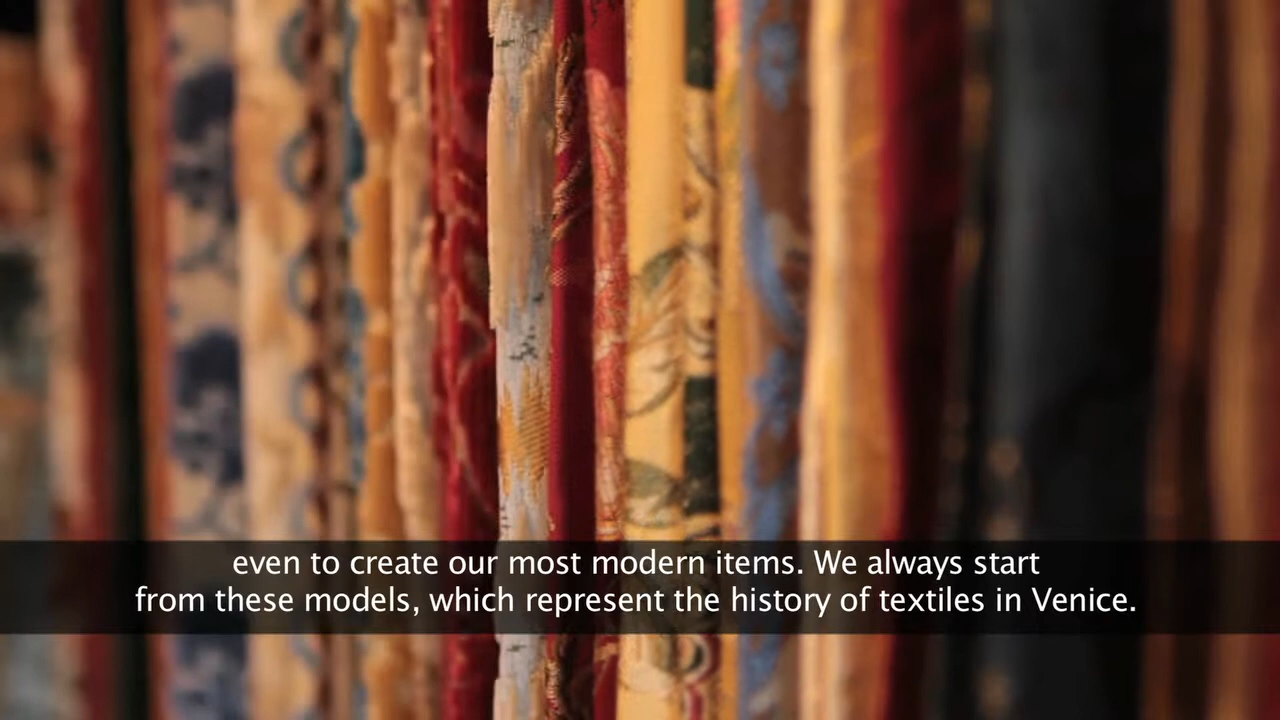 even to create our most modern items. We always start
from these models, which represent the history of textiles in Venice.